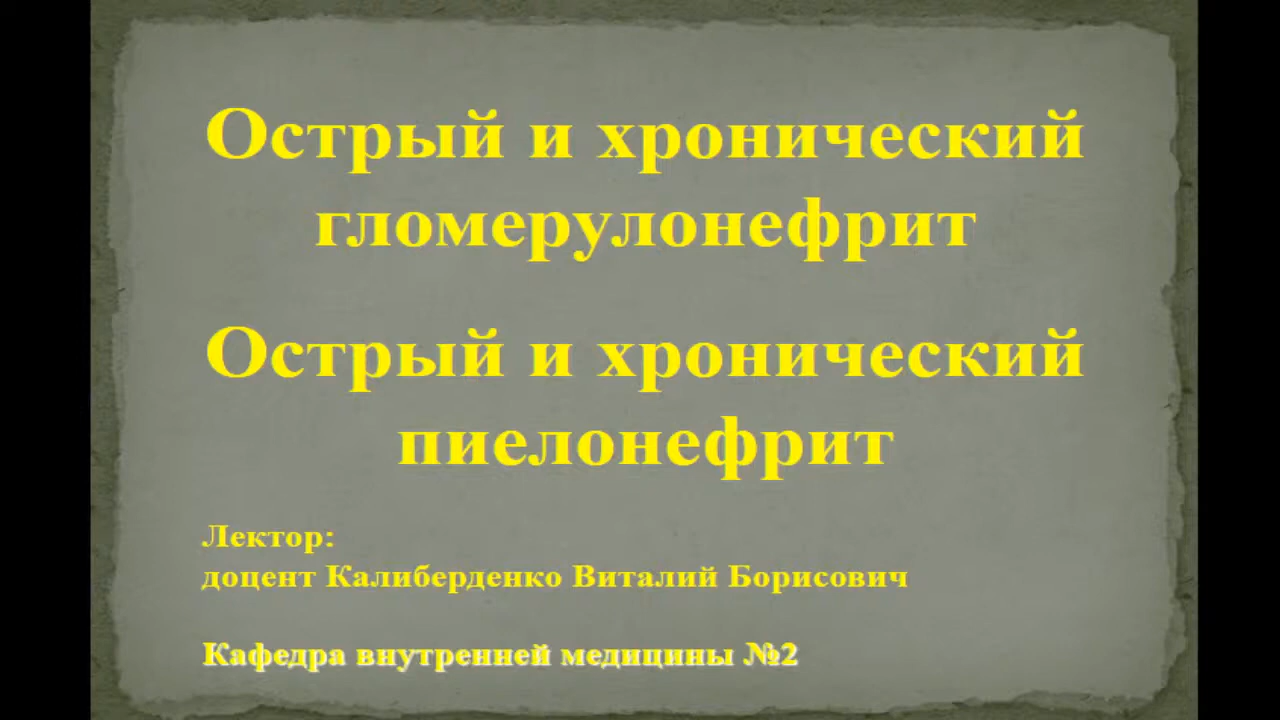 Острый и хронический
гломерулонефрит
Острый и хронический
пиелонефрит
Лектор:
доцент Калиберденко Виталий Борисович
Кафедра внутренней медицины №2